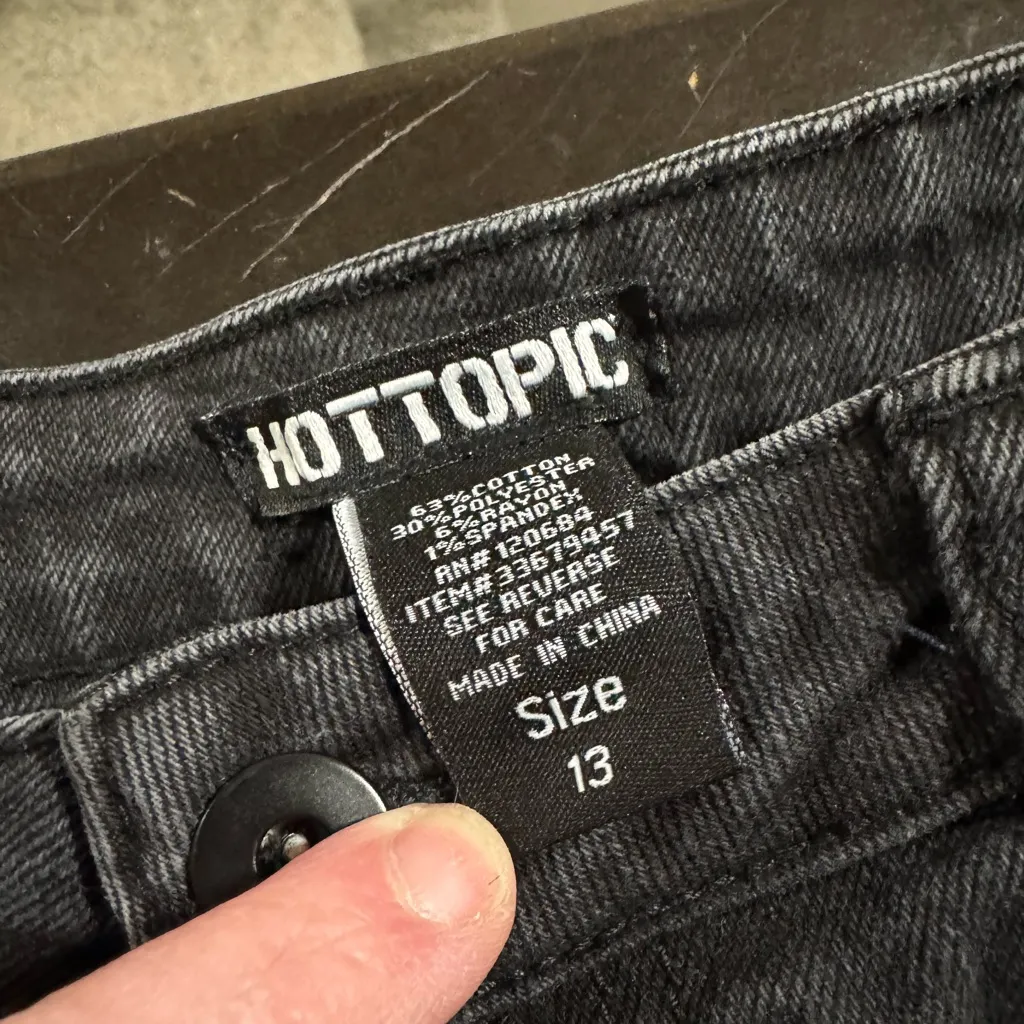 HOTTOPIC
63%COTTON
30%POLYESTER
6%RAYON
1%SPANDEX
RN#120684
ITEM#33679457
SEE REVERSE
FOR CARE
MADE IN CHINA
Size
13